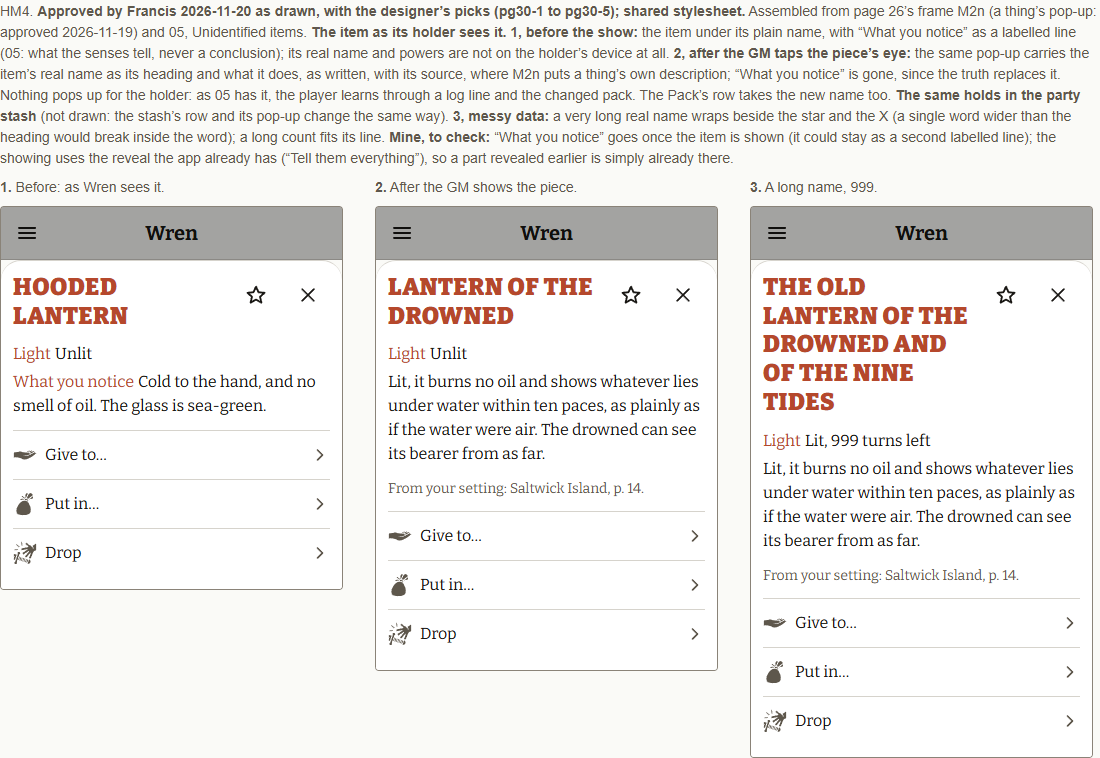 HM4. Approved by Francis 2026-11-20 as drawn, with the designer's picks (pg30-1 to pg30-5); shared stylesheet. Assembled from page 26's frame M2n (a thing's pop-up:
approved 2026-11-19) and 05, Unidentified items. The item as its holder sees it. 1, before the show: the item under its plain name, with “What you notice” as a labelled line
(05: what the senses tell, never a conclusion); its real name and powers are not on the holder's device at all. 2, after the GM taps the piece's eye: the same pop-up carries the
item's real name as its heading and what it does, as written, with its source, where M2n puts a thing's own description; “What you notice” is gone, since the truth replaces it.
Nothing pops up for the holder: as 05 has it, the player learns through a log line and the changed pack. The Pack's row takes the new name too. The same holds in the party
stash (not drawn: the stash's row and its pop-up change the same way). 3, messy data: a very long real name wraps beside the star and the X (a single word wider than the
heading would break inside the word); a long count fits its line. Mine, to check: “What you notice” goes once the item is shown (it could stay as a second labelled line); the
showing uses the reveal the app already has (“Tell them everything”), so a part revealed earlier is simply already there.
1. Before: as Wren sees it.
Wren
HOODED
LANTERN
Light Unlit
What you notice Cold to the hand, and no
smell of oil. The glass is sea-green.
Give to...
Put in...
Drop
2. After the GM shows the piece.
Wren
LANTERN OF THE
DROWNED
Light Unlit
Lit, it burns no oil and shows whatever lies
under water within ten paces, as plainly as
if the water were air. The drowned can see
its bearer from as far.
From your setting: Saltwick Island, p. 14.
Give to...
Put in...
Drop
3. A long name, 999.
Wren
THE OLD
LANTERN OF THE
DROWNED AND
OF THE NINE
TIDES
Light Lit, 999 turns left
Lit, it burns no oil and shows whatever lies
under water within ten paces, as plainly as
if the water were air. The drowned can see
its bearer from as far.
From your setting: Saltwick Island, p. 14.
Give to...
Put in...
Drop